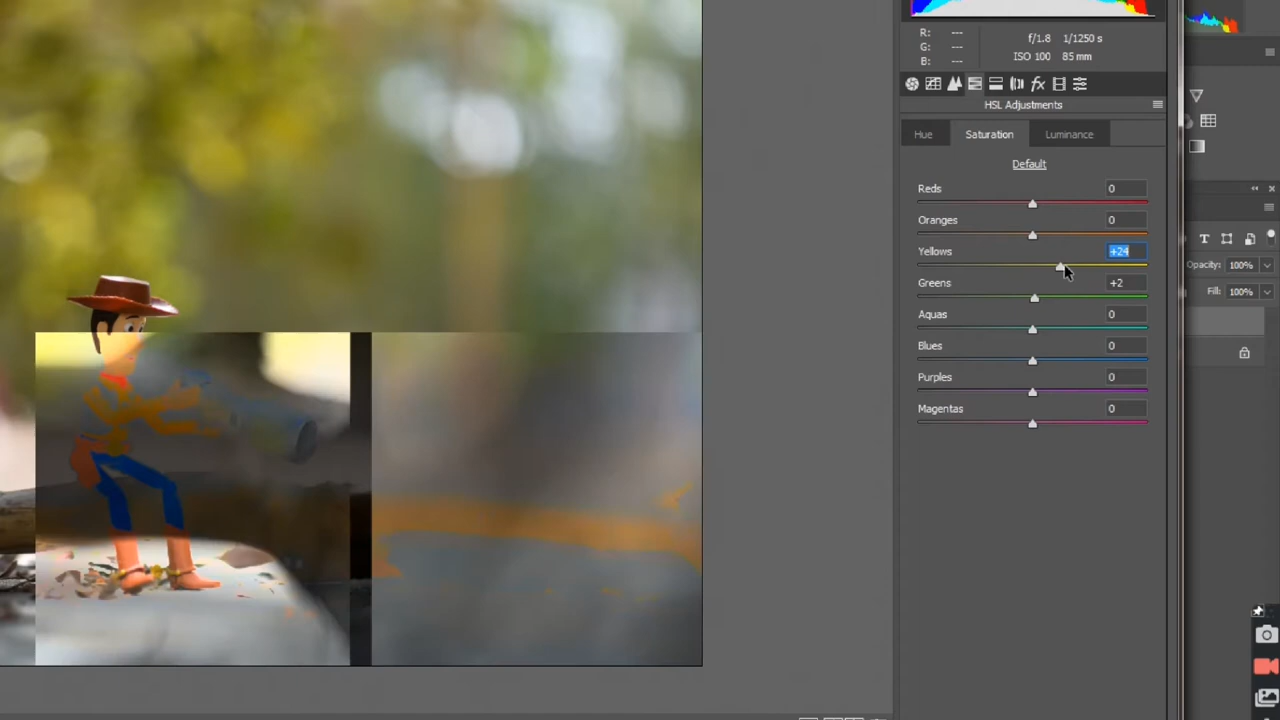 R: ---
G: ---
B: ---
f/1.8 1/1250 s
ISO 100 85 mm
fx
HSL Adjustments
Hue Saturation Luminance
Default
Reds 0
Oranges 0
Yellows +24
Greens +2
Aquas 0
Blues 0
Purples 0
Magentas 0
T
Opacity: 100%
Fill: 100%